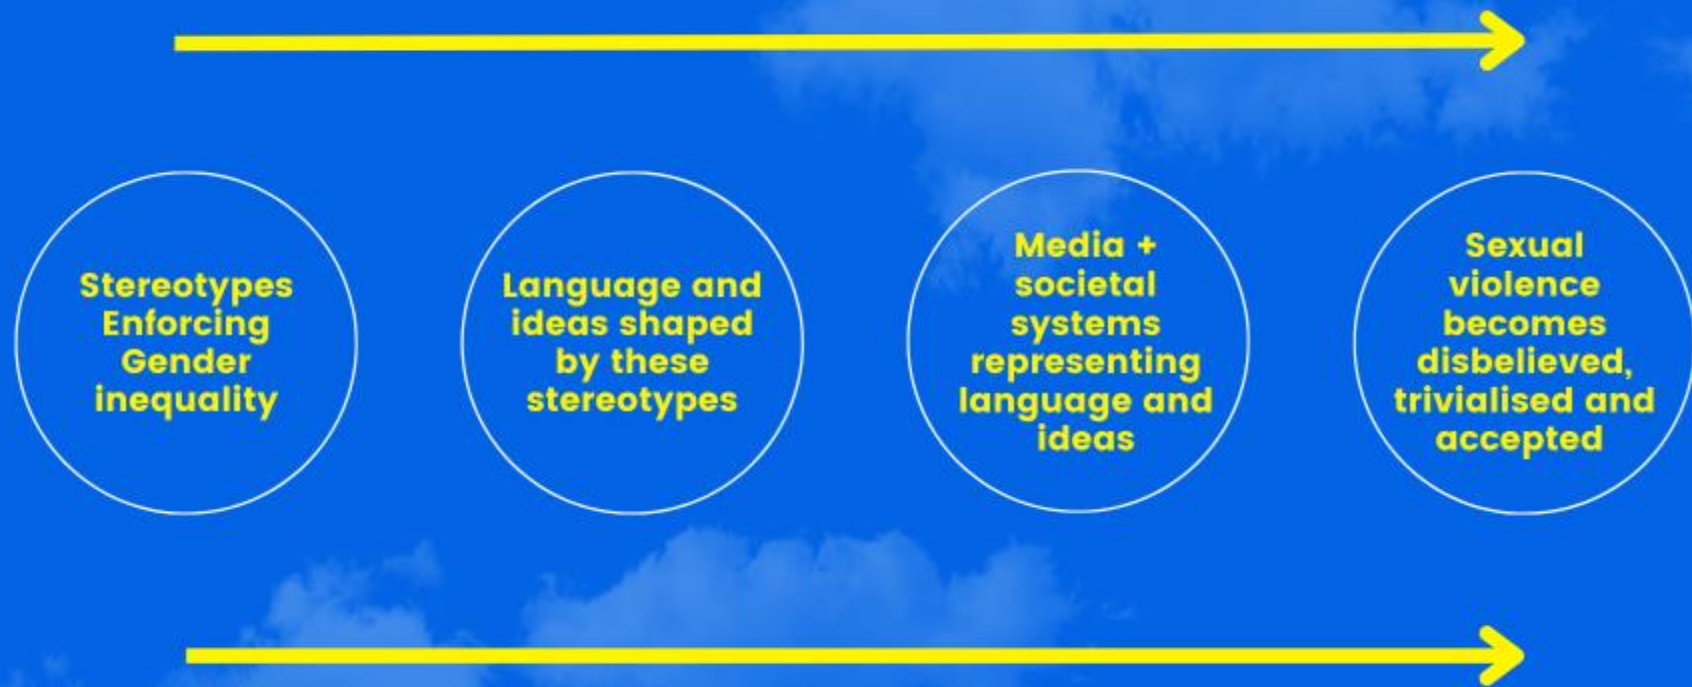 Stereotypes
Enforcing
Gender
inequality
Language and
ideas shaped
by these
stereotypes
Media +
societal
systems
representing
language and
ideas
Sexual
violence
becomes
disbelieved,
trivialised and
accepted